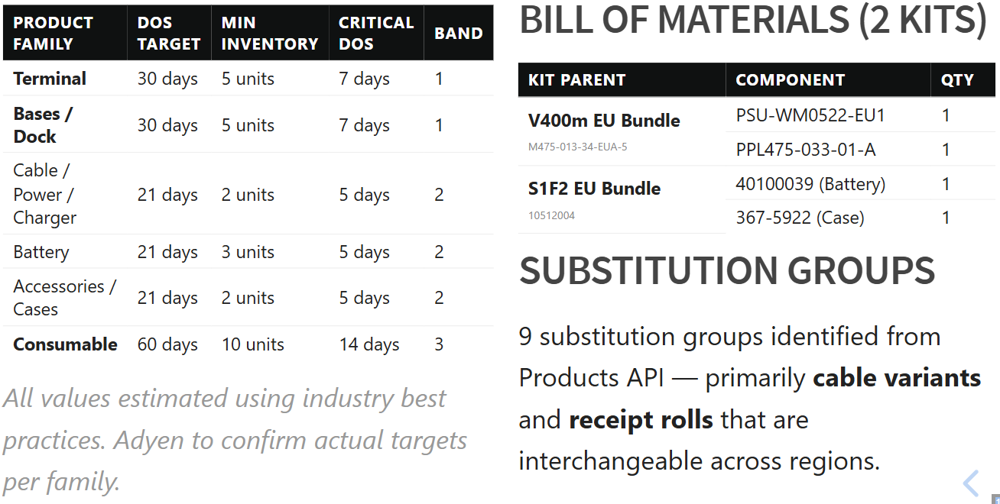 PRODUCT FAMILY DOS TARGET MIN INVENTORY CRITICAL DOS BAND
Terminal 30 days 5 units 7 days 1
Bases / Dock 30 days 5 units 7 days 1
Cable / Power / Charger 21 days 2 units 5 days 2
Battery 21 days 3 units 5 days 2
Accessories / Cases 21 days 2 units 5 days 2
Consumable 60 days 10 units 14 days 3
All values estimated using industry best
practices. Adyen to confirm actual targets
per family.
BILL OF MATERIALS (2 KITS)
KIT PARENT COMPONENT QTY
V400m EU Bundle
M475-013-34-EUA-5
PSU-WM0522-EU1 1
PPL475-033-01-A 1
S1F2 EU Bundle
10512004
40100039 (Battery) 1
367-5922 (Case) 1
SUBSTITUTION GROUPS
9 substitution groups identified from
Products API — primarily cable variants
and receipt rolls that are
interchangeable across regions.